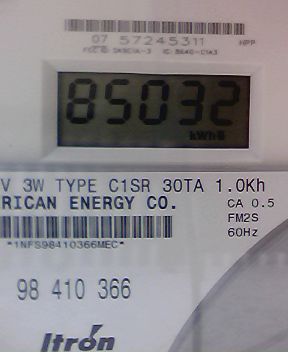 07 57245311 HPP
85032
kWh
V 3W TYPE C1SR 30TA 1.0Kh
RICAN ENERGY CO. CA 0.5
FM2S
60Hz
*1NFS98410366MEC*
98 410 366
Itron